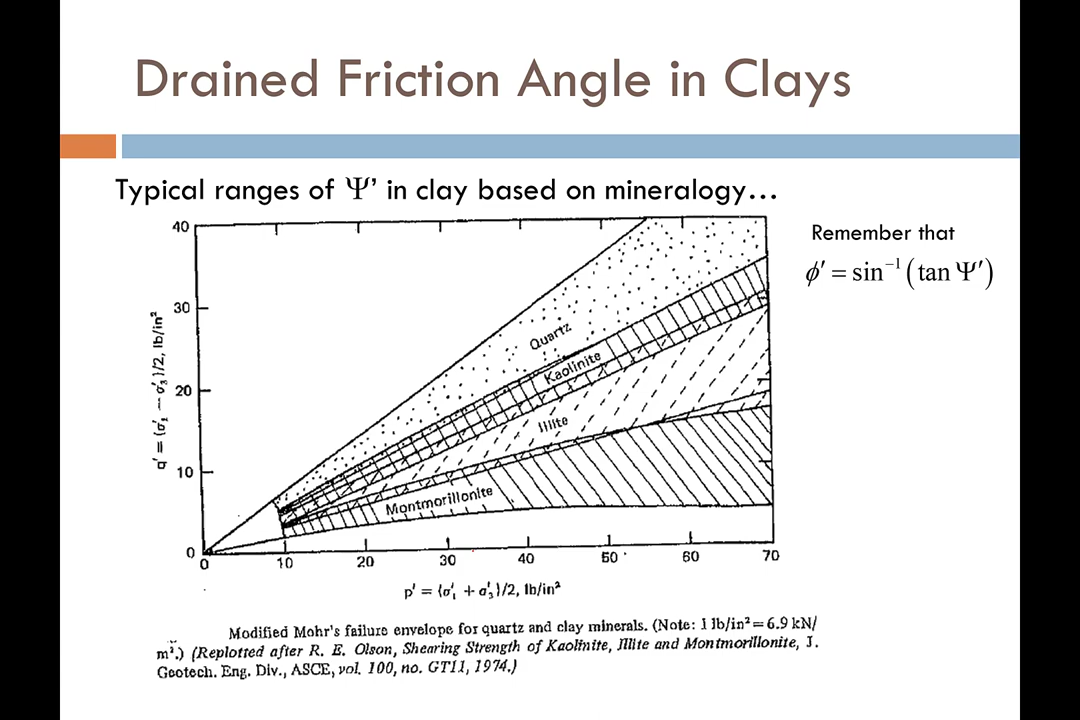 Drained Friction Angle in Clays
Typical ranges of Ψ’ in clay based on mineralogy…
Remember that
ϕ′ = sin⁻¹(tan Ψ′)
40
30
20
10
0
q′ = (σ′₁ − σ′₃)/2, lb/in²
Quartz
Kaolinite
Illite
Montmorillonite
0 10 20 30 40 50 60 70
p′ = (σ′₁ + σ′₃)/2, lb/in²
Modified Mohr's failure envelope for quartz and clay minerals. (Note: 1 lb/in² = 6.9 kN/
m².) (Replotted after R. E. Olson, Shearing Strength of Kaolinite, Illite and Montmorillonite, J.
Geotech. Eng. Div., ASCE, vol. 100, no. GT11, 1974.)